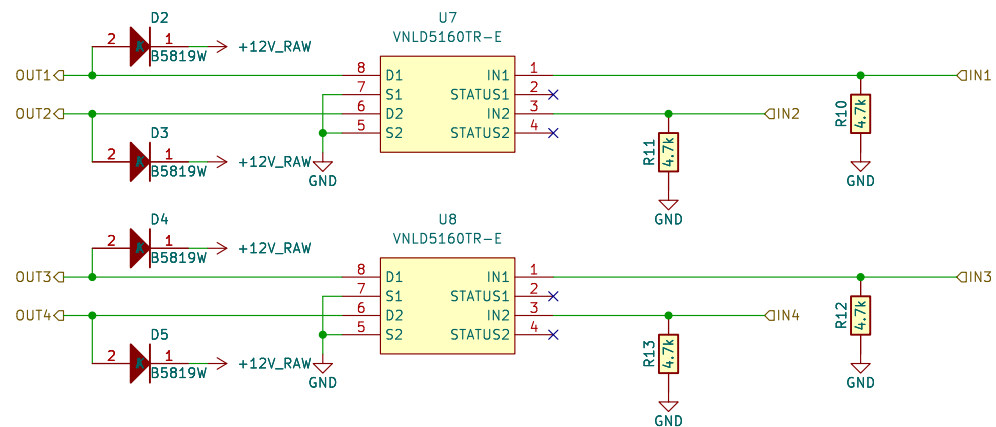 D2
U7
2 1 +12V_RAW
VNLD5160TR-E
B5819W
OUT1 8 D1 IN1 1 IN1
7 S1 STATUS1 2
OUT2 6 D2 IN2 3 IN2
R10 4.7k
5 S2 STATUS2 4
D3
R11 4.7k
2 1 +12V_RAW
B5819W
GND GND
GND
D4
U8
2 1 +12V_RAW
VNLD5160TR-E
B5819W
OUT3 8 D1 IN1 1 IN3
7 S1 STATUS1 2
OUT4 6 D2 IN2 3 IN4
R12 4.7k
5 S2 STATUS2 4
D5
R13 4.7k
2 1 +12V_RAW
B5819W
GND GND
GND